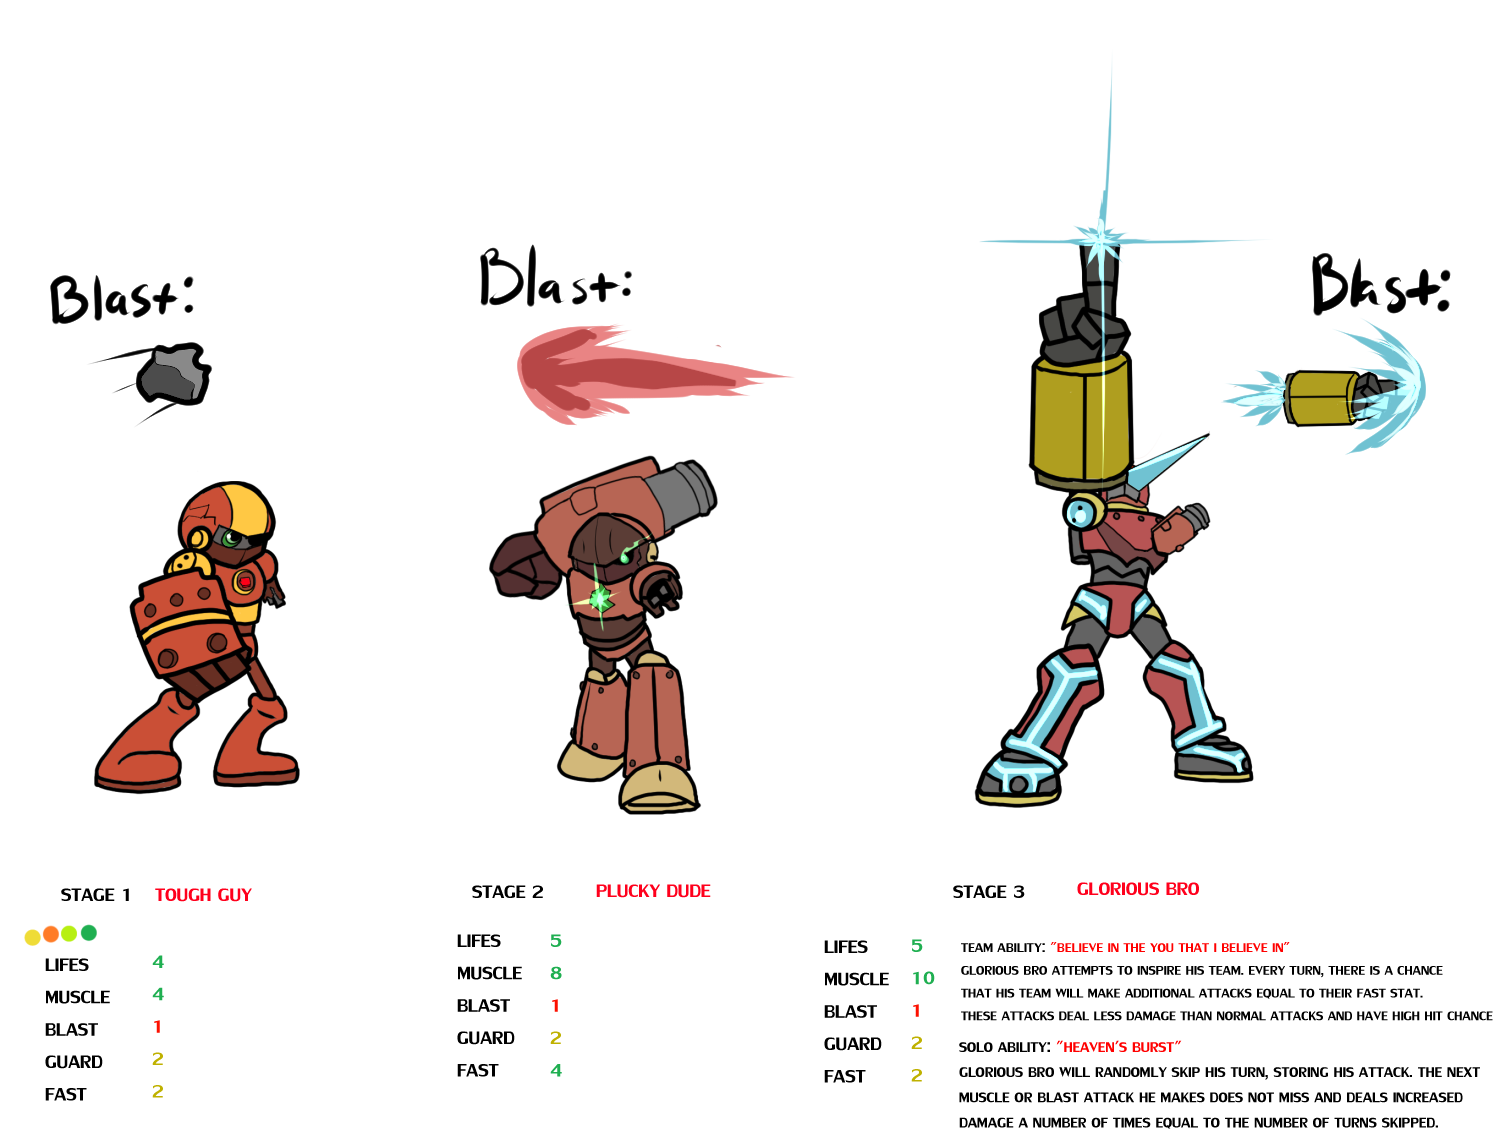 Blast:
Blast:
Blast:
STAGE 1 TOUGH GUY
LIFES 4
MUSCLE 4
BLAST 1
GUARD 2
FAST 2
STAGE 2 PLUCKY DUDE
LIFES 5
MUSCLE 8
BLAST 1
GUARD 2
FAST 4
STAGE 3 GLORIOUS BRO
LIFES 5
MUSCLE 10
BLAST 1
GUARD 2
FAST 2
TEAM ABILITY: "BELIEVE IN THE YOU THAT I BELIEVE IN"
GLORIOUS BRO ATTEMPTS TO INSPIRE HIS TEAM. EVERY TURN, THERE IS A CHANCE
THAT HIS TEAM WILL MAKE ADDITIONAL ATTACKS EQUAL TO THEIR FAST STAT.
THESE ATTACKS DEAL LESS DAMAGE THAN NORMAL ATTACKS AND HAVE HIGH HIT CHANCE
SOLO ABILITY: "HEAVEN'S BURST"
GLORIOUS BRO WILL RANDOMLY SKIP HIS TURN, STORING HIS ATTACK. THE NEXT
MUSCLE OR BLAST ATTACK HE MAKES DOES NOT MISS AND DEALS INCREASED
DAMAGE A NUMBER OF TIMES EQUAL TO THE NUMBER OF TURNS SKIPPED.